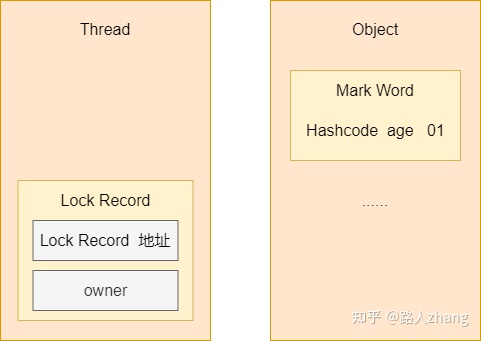 Thread
Lock Record
Lock Record 地址
owner
Object
Mark Word
Hashcode age 01
......
知乎 @路人zhang